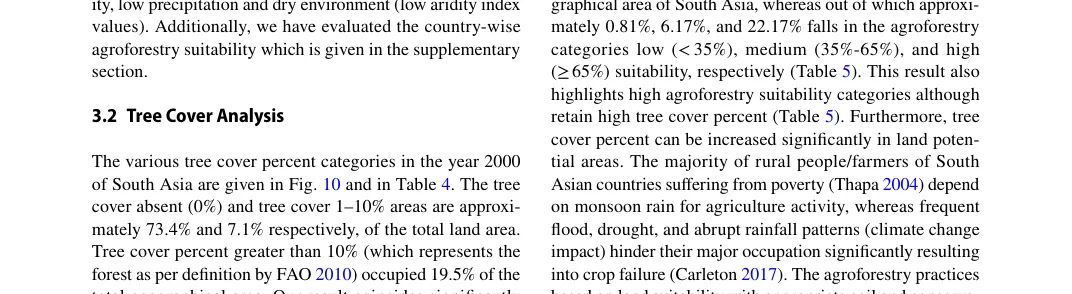 ity, low precipitation and dry environment (low aridity index
values). Additionally, we have evaluated the country-wise
agroforestry suitability which is given in the supplementary
section.
3.2 Tree Cover Analysis
The various tree cover percent categories in the year 2000
of South Asia are given in Fig. 10 and in Table 4. The tree
cover absent (0%) and tree cover 1–10% areas are approxi-
mately 73.4% and 7.1% respectively, of the total land area.
Tree cover percent greater than 10% (which represents the
forest as per definition by FAO 2010) occupied 19.5% of the
graphical area of South Asia, whereas out of which approxi-
mately 0.81%, 6.17%, and 22.17% falls in the agroforestry
categories low (< 35%), medium (35%-65%), and high
(≥ 65%) suitability, respectively (Table 5). This result also
highlights high agroforestry suitability categories although
retain high tree cover percent (Table 5). Furthermore, tree
cover percent can be increased significantly in land poten-
tial areas. The majority of rural people/farmers of South
Asian countries suffering from poverty (Thapa 2004) depend
on monsoon rain for agriculture activity, whereas frequent
flood, drought, and abrupt rainfall patterns (climate change
impact) hinder their major occupation significantly resulting
into crop failure (Carleton 2017). The agroforestry practices